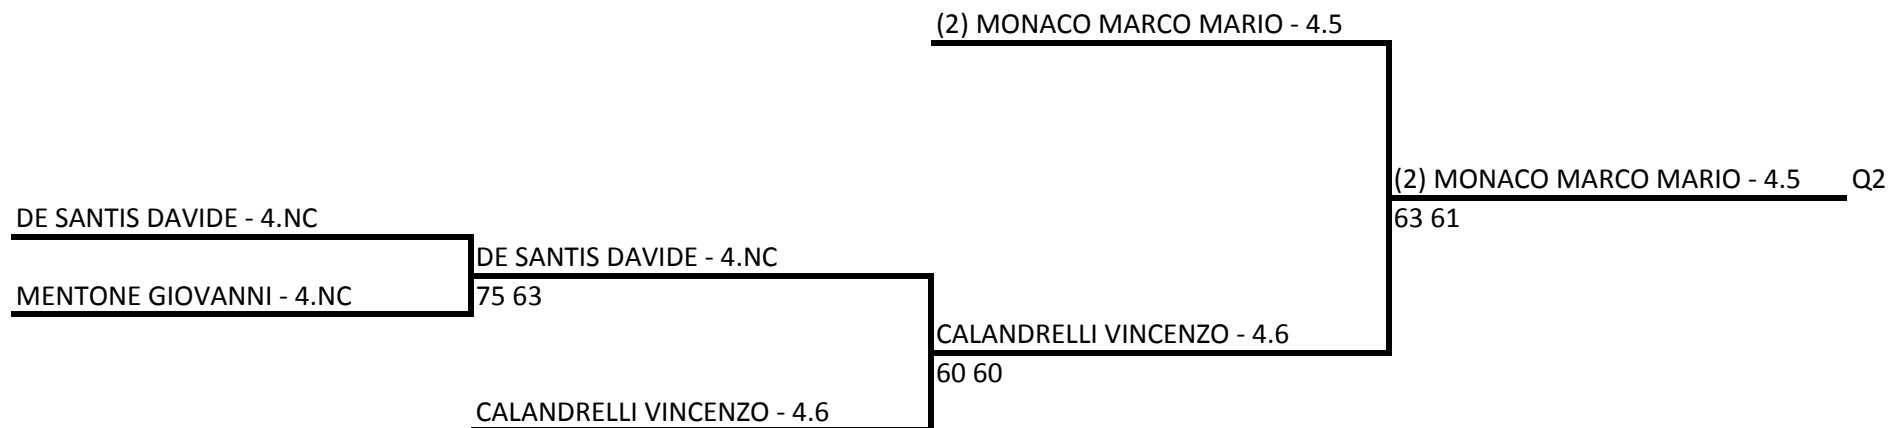 (2) MONACO MARCO MARIO - 4.5
(2) MONACO MARCO MARIO - 4.5 Q2
DE SANTIS DAVIDE - 4.NC
63 61
DE SANTIS DAVIDE - 4.NC
MENTONE GIOVANNI - 4.NC
75 63
CALANDRELLI VINCENZO - 4.6
60 60
CALANDRELLI VINCENZO - 4.6